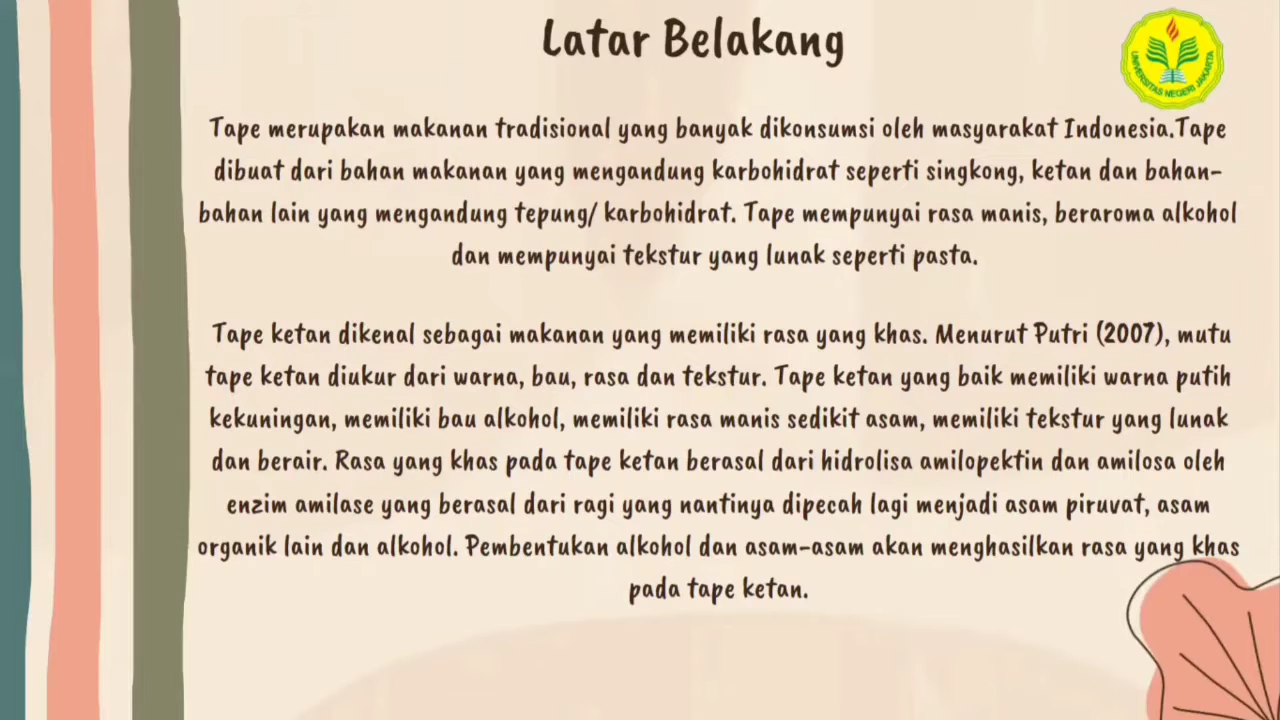 Latar Belakang
UNIVERSITAS NEGERI JAKARTA
Tape merupakan makanan tradisional yang banyak dikonsumsi oleh masyarakat Indonesia.Tape
dibuat dari bahan makanan yang mengandung karbohidrat seperti singkong, ketan dan bahan-
bahan lain yang mengandung tepung/ karbohidrat. Tape mempunyai rasa manis, beraroma alkohol
dan mempunyai tekstur yang lunak seperti pasta.
Tape ketan dikenal sebagai makanan yang memiliki rasa yang khas. Menurut Putri (2007), mutu
tape ketan diukur dari warna, bau, rasa dan tekstur. Tape ketan yang baik memiliki warna putih
kekuningan, memiliki bau alkohol, memiliki rasa manis sedikit asam, memiliki tekstur yang lunak
dan berair. Rasa yang khas pada tape ketan berasal dari hidrolisa amilopektin dan amilosa oleh
enzim amilase yang berasal dari ragi yang nantinya dipecah lagi menjadi asam piruvat, asam
organik lain dan alkohol. Pembentukan alkohol dan asam-asam akan menghasilkan rasa yang khas
pada tape ketan.